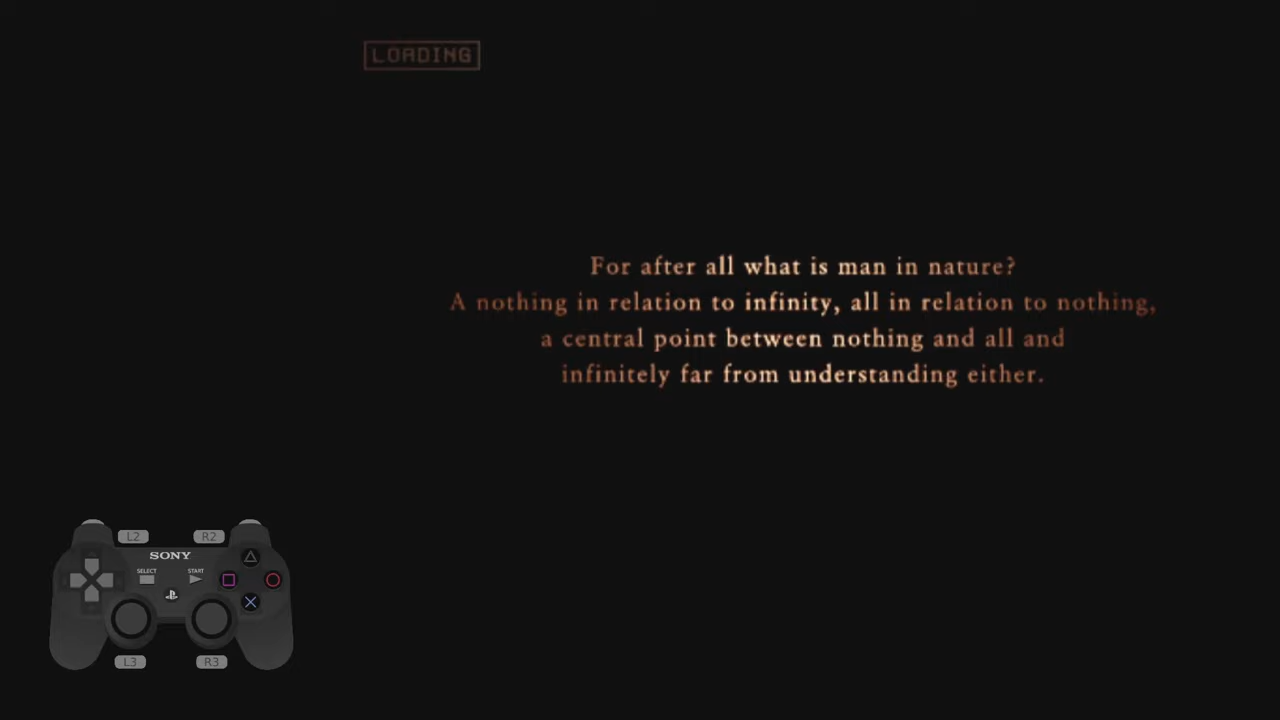 LOADING
For after all what is man in nature?
A nothing in relation to infinity, all in relation to nothing,
a central point between nothing and all and
infinitely far from understanding either.
L2 R2
SONY
SELECT START
L3 R3